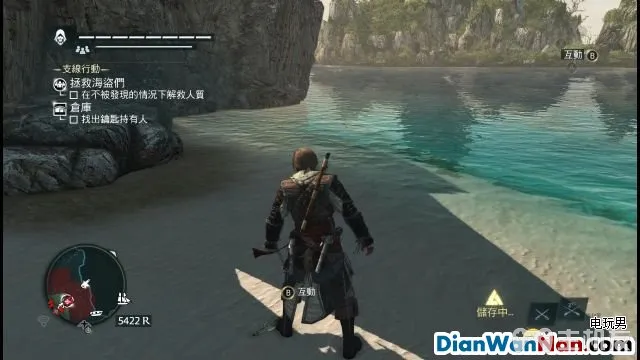 互動 B
支線行動
拯救海盜們
在不被發現的情況下解救人質
倉庫
找出鑰匙持有人
B 互動
儲存中..
5422 R
电玩男
DianWanNan.com